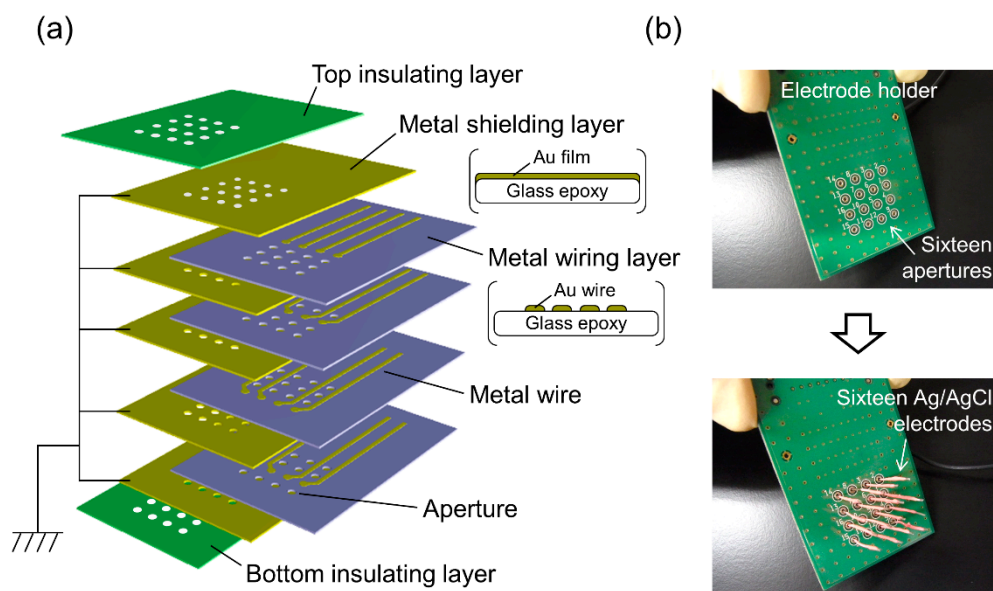 (a)
Top insulating layer
Metal shielding layer
Au film
Glass epoxy
Metal wiring layer
Au wire
Glass epoxy
Metal wire
Aperture
Bottom insulating layer
(b)
Electrode holder
Sixteen
apertures
Sixteen Ag/AgCl
electrodes